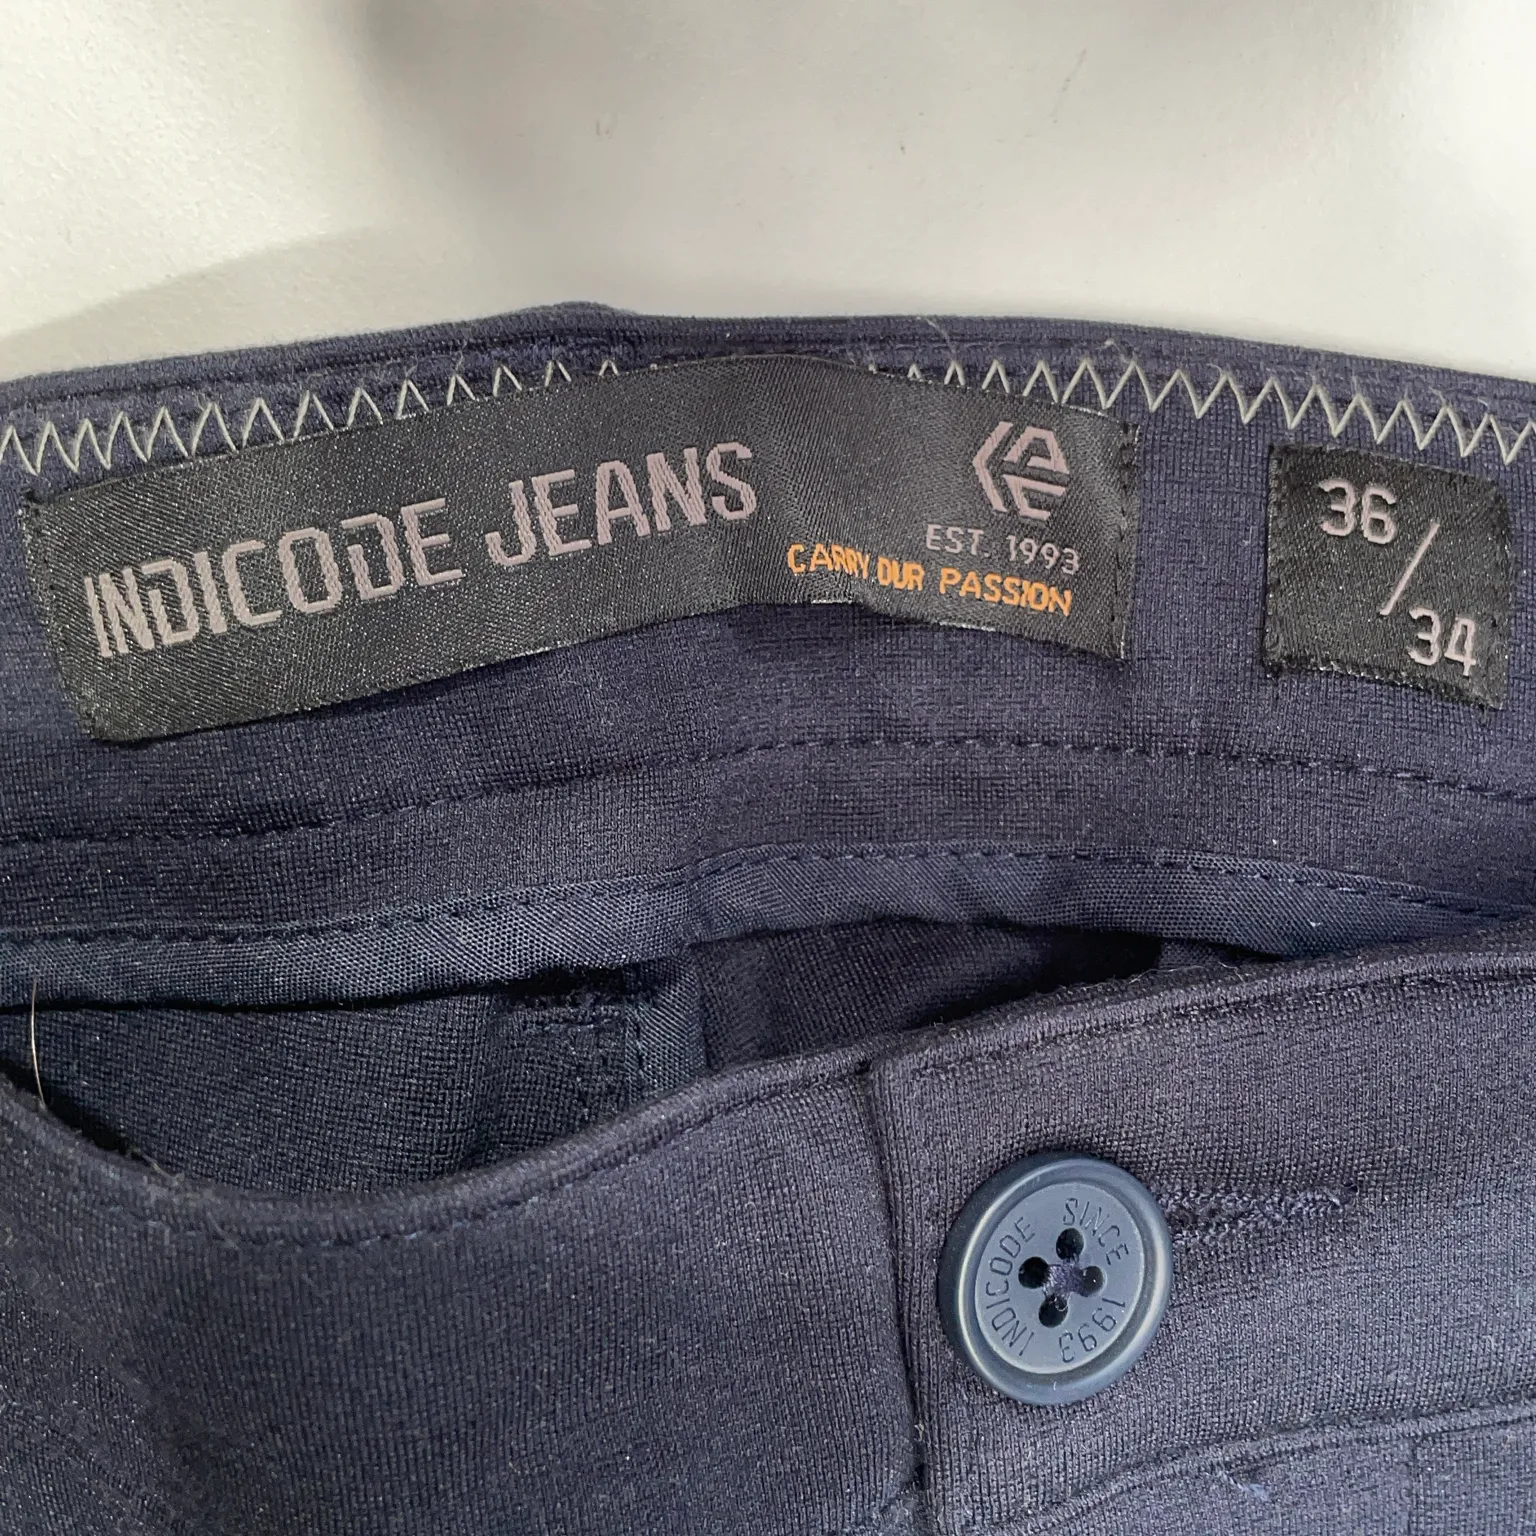 INDICODE JEANS
EST. 1993
CARRY OUR PASSION
36/34
INDICODE SINCE 1993